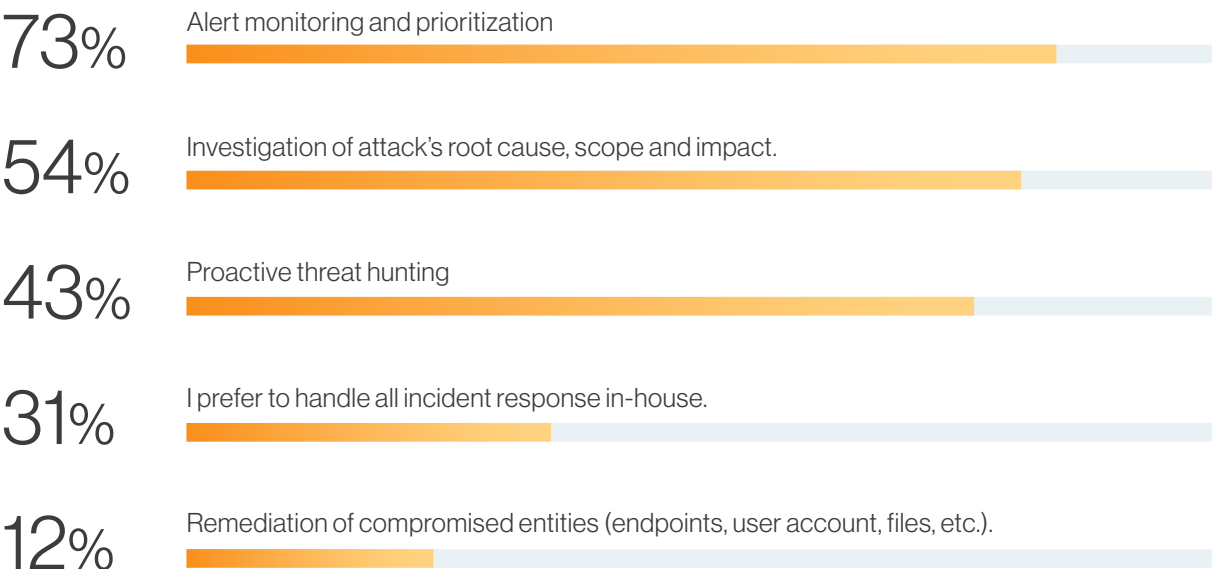 73% Alert monitoring and prioritization
54% Investigation of attack’s root cause, scope and impact.
43% Proactive threat hunting
31% I prefer to handle all incident response in-house.
12% Remediation of compromised entities (endpoints, user account, files, etc.).